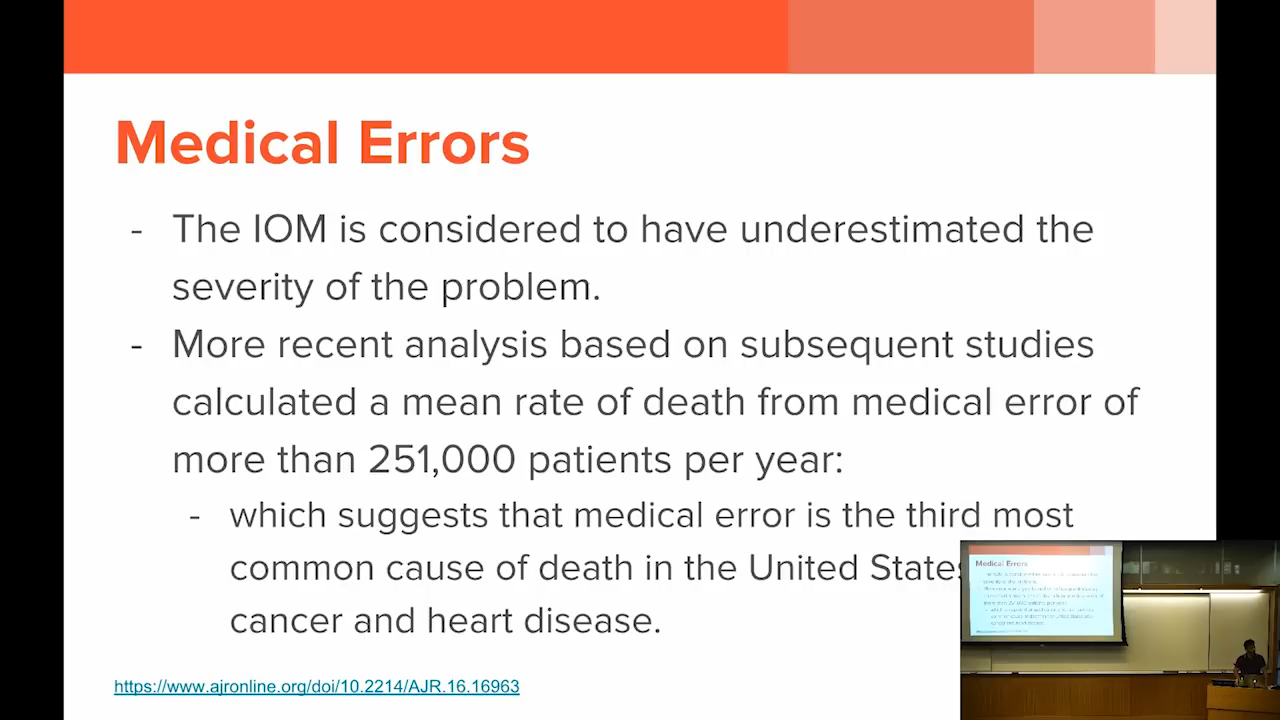 Medical Errors
- The IOM is considered to have underestimated the
severity of the problem.
- More recent analysis based on subsequent studies
calculated a mean rate of death from medical error of
more than 251,000 patients per year:
- which suggests that medical error is the third most
common cause of death in the United States
cancer and heart disease.
https://www.ajronline.org/doi/10.2214/AJR.16.16963
Medical Errors